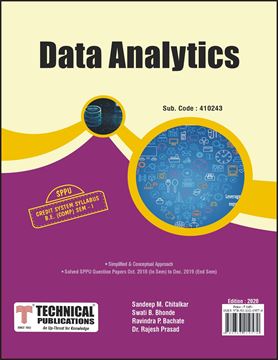 Data Analytics
Sub. Code : 410243
SPPU
CREDIT SYSTEM SYLLABUS
B.E. (COMP) SEM - I
• Simplified & Conceptual Approach
• Solved SPPU Question Papers Oct. 2018 (In Sem) to Dec. 2019 (End Sem)
TECHNICAL
PUBLICATIONS
SINCE 1993
An Up-Thrust for Knowledge
Sandeep M. Chitalkar
Swati B. Bhonde
Ravindra P. Bachate
Dr. Rajesh Prasad
Edition : 2020